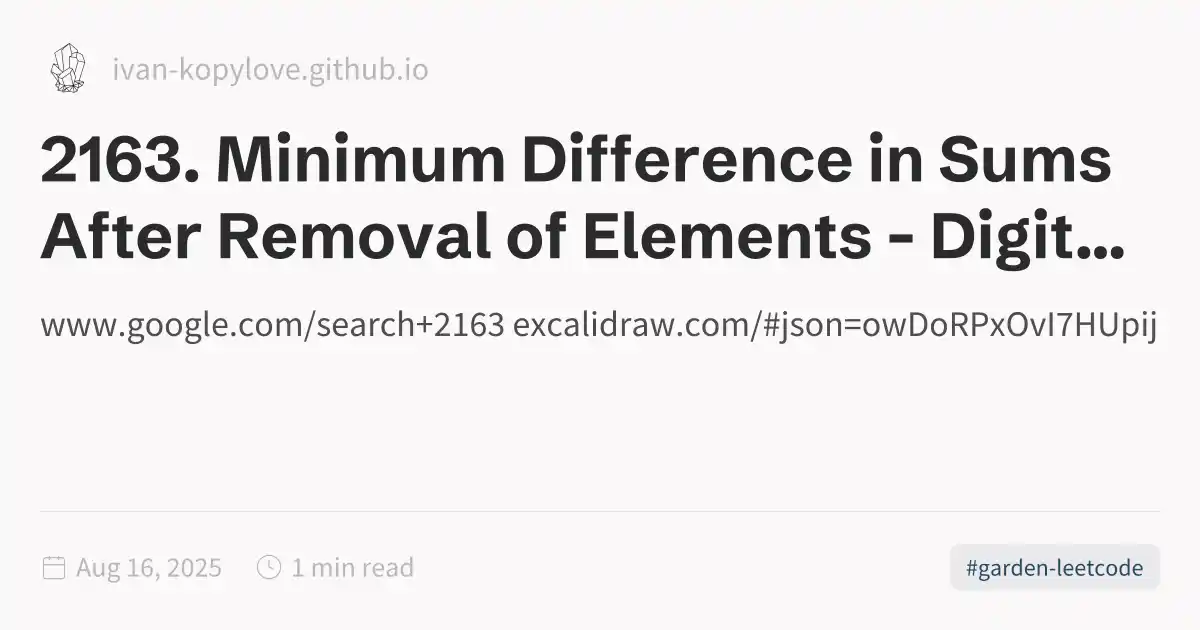 ivan-kopylove.github.io
2163. Minimum Difference in Sums
After Removal of Elements - Digit...
www.google.com/search+2163 excalidraw.com/#json=owDoRPxOvI7HUpij
Aug 16, 2025 1 min read #garden-leetcode